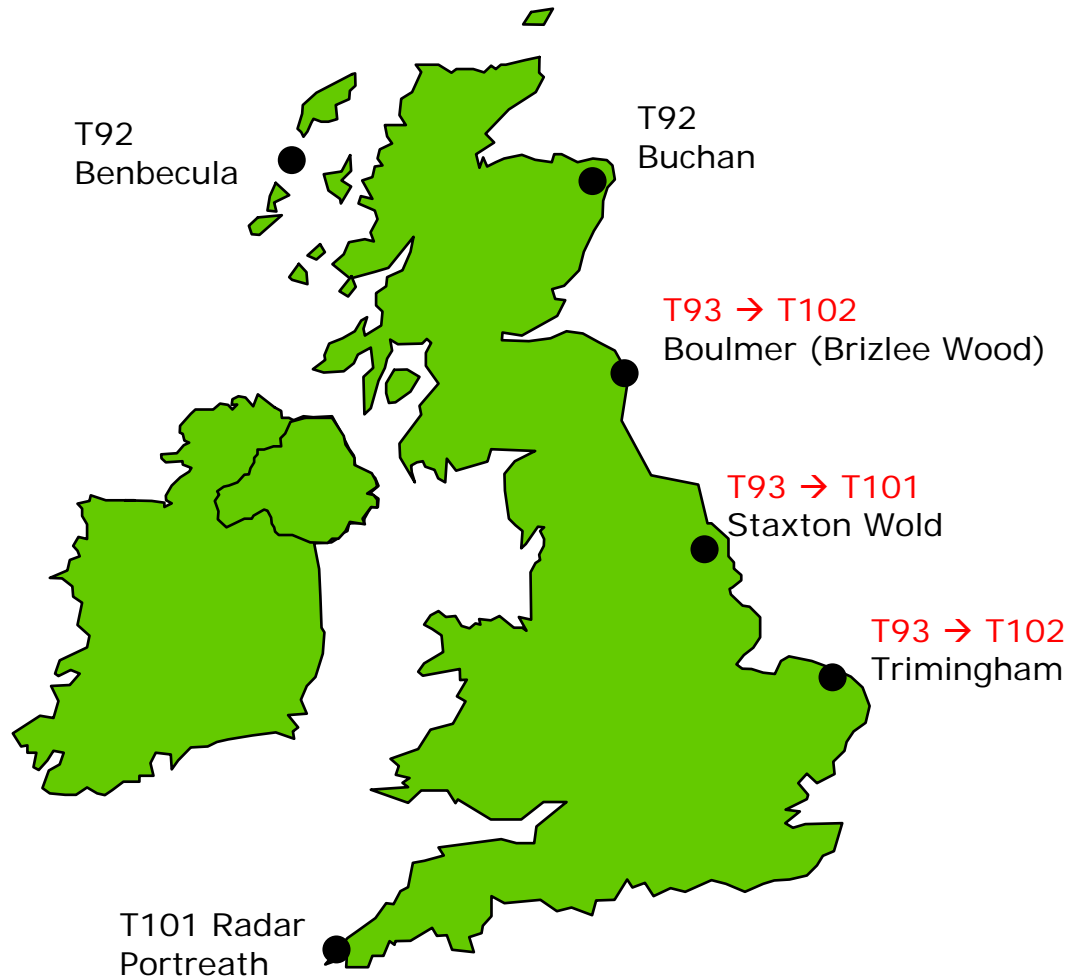 T92
Benbecula
T92
Buchan
T93 → T102
Boulmer (Brizlee Wood)
T93 → T101
Staxton Wold
T93 → T102
Trimingham
T101 Radar
Portreath